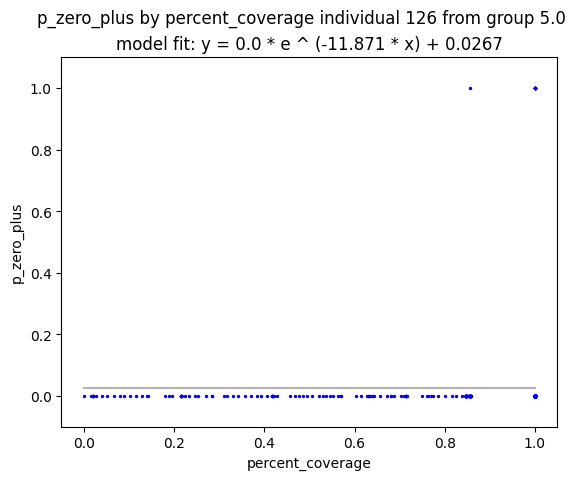 p_zero_plus by percent_coverage individual 126 from group 5.0
model fit: y = 0.0 * e ^ (-11.871 * x) + 0.0267
1.0
0.8
0.6
0.4
0.2
0.0
p_zero_plus
0.0 0.2 0.4 0.6 0.8 1.0
percent_coverage